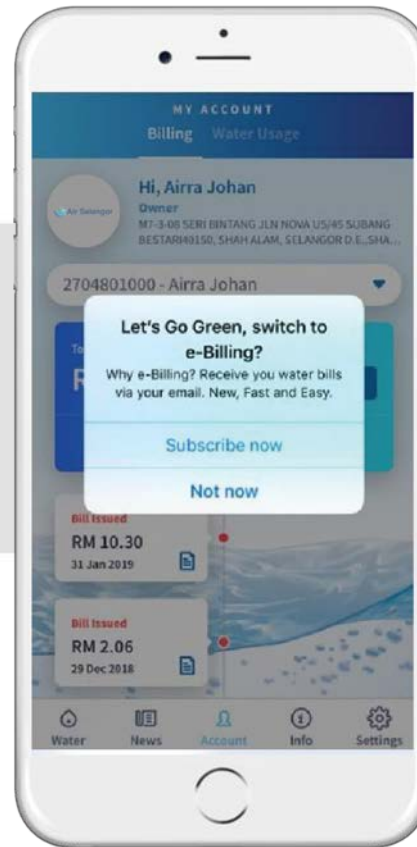 MY ACCOUNT
Billing Water Usage
Air Selangor
Hi, Airra Johan
Owner
M7-3-08 SERI BINTANG JLN NOVA U5/45 SUBANG
BESTARI40150, SHAH ALAM, SELANGOR D.E.,SHA...
2704801000 - Airra Johan
To
R
Let's Go Green, switch to
e-Billing?
Why e-Billing? Receive you water bills
via your email. New, Fast and Easy.
Subscribe now
Not now
Bill Issued
RM 10.30
31 Jan 2019
Bill Issued
RM 2.06
29 Dec 2018
Water News Account Info Settings